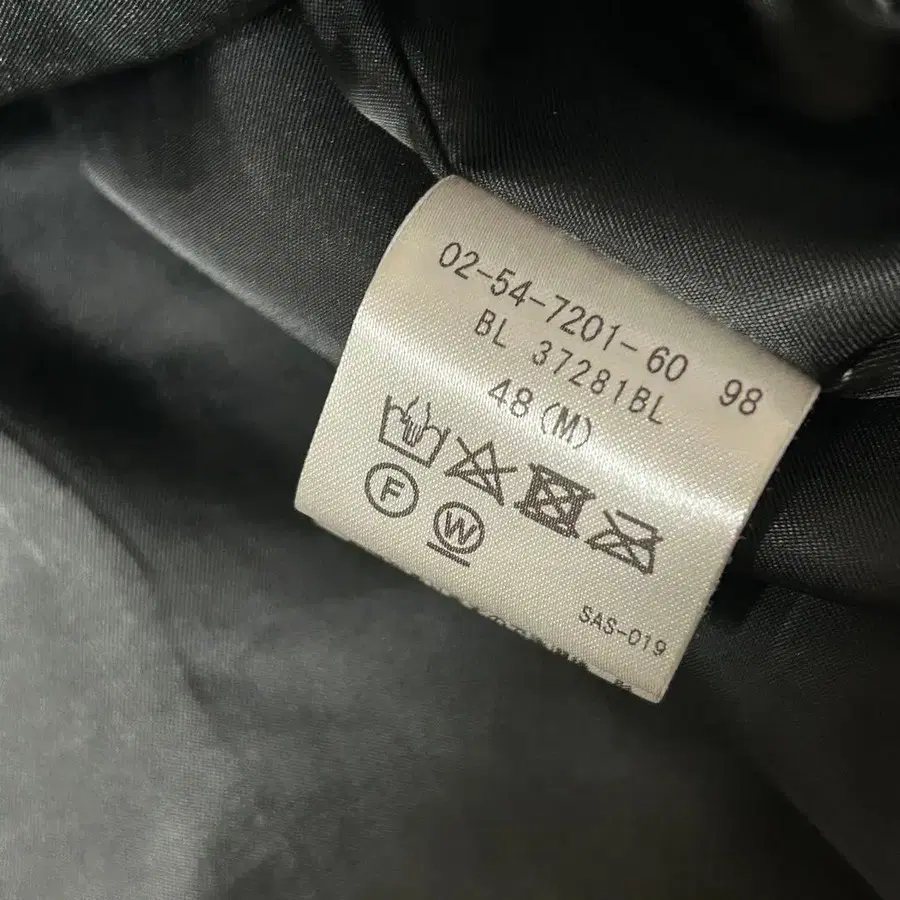 02-54-7201-60 98
BL 37281BL
48(M)
F
W
SAS-019